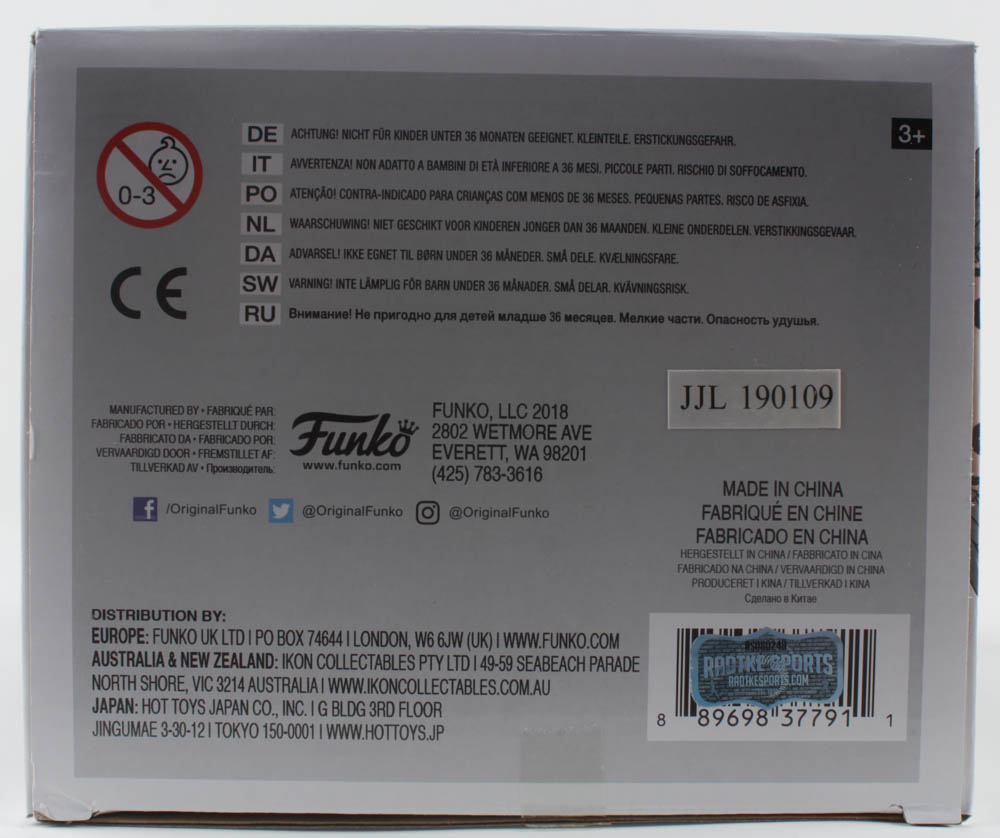 0-3
DE ACHTUNG! NICHT FÜR KINDER UNTER 36 MONATEN GEEIGNET. KLEINTEILE. ERSTICKUNGSGEFAHR.
IT AVVERTENZA! NON ADATTO A BAMBINI DI ETÀ INFERIORE A 36 MESI. PICCOLE PARTI. RISCHIO DI SOFFOCAMENTO.
PO ATENÇÃO! CONTRA-INDICADO PARA CRIANÇAS COM MENOS DE 36 MESES. PEQUENAS PARTES. RISCO DE ASFIXIA.
NL WAARSCHUWING! NIET GESCHIKT VOOR KINDEREN JONGER DAN 36 MAANDEN. KLEINE ONDERDELEN. VERSTIKKINGSGEVAAR.
DA ADVARSEL! IKKE EGNET TIL BØRN UNDER 36 MÅNEDER. SMÅ DELE. KVÆLNINGSFARE.
SW VARNING! INTE LÄMPLIG FÖR BARN UNDER 36 MÅNADER. SMÅ DELAR. KVÄVNINGSRISK.
RU Внимание! Не пригодно для детей младше 36 месяцев. Мелкие части. Опасность удушья.
3+
CE
MANUFACTURED BY • FABRIQUÉ PAR:
FABRICADO POR • HERGESTELLT DURCH:
FABBRICATO DA • FABRICADO POR:
VERVAARDIGD DOOR • FREMSTILLET AF:
TILLVERKAD AV • Производитель:
Funko
www.funko.com
FUNKO, LLC 2018
2802 WETMORE AVE
EVERETT, WA 98201
(425) 783-3616
JJL 190109
f /OriginalFunko @OriginalFunko @OriginalFunko
MADE IN CHINA
FABRIQUÉ EN CHINE
FABRICADO EN CHINA
HERGESTELLT IN CHINA / FABBRICATO IN CINA
FABRICADO NA CHINA / VERVAARDIGD IN CHINA
PRODUCERET I KINA / TILLVERKAD I KINA
Сделано в Китае
DISTRIBUTION BY:
EUROPE: FUNKO UK LTD | PO BOX 74644 | LONDON, W6 6JW (UK) | WWW.FUNKO.COM
AUSTRALIA & NEW ZEALAND: IKON COLLECTABLES PTY LTD | 49-59 SEABEACH PARADE
NORTH SHORE, VIC 3214 AUSTRALIA | WWW.IKONCOLLECTABLES.COM.AU
JAPAN: HOT TOYS JAPAN CO., INC. | G BLDG 3RD FLOOR
JINGUMAE 3-30-12 | TOKYO 150-0001 | WWW.HOTTOYS.JP
RADTKE SPORTS
RADTKESPORTS.COM
8 89698 37791 1